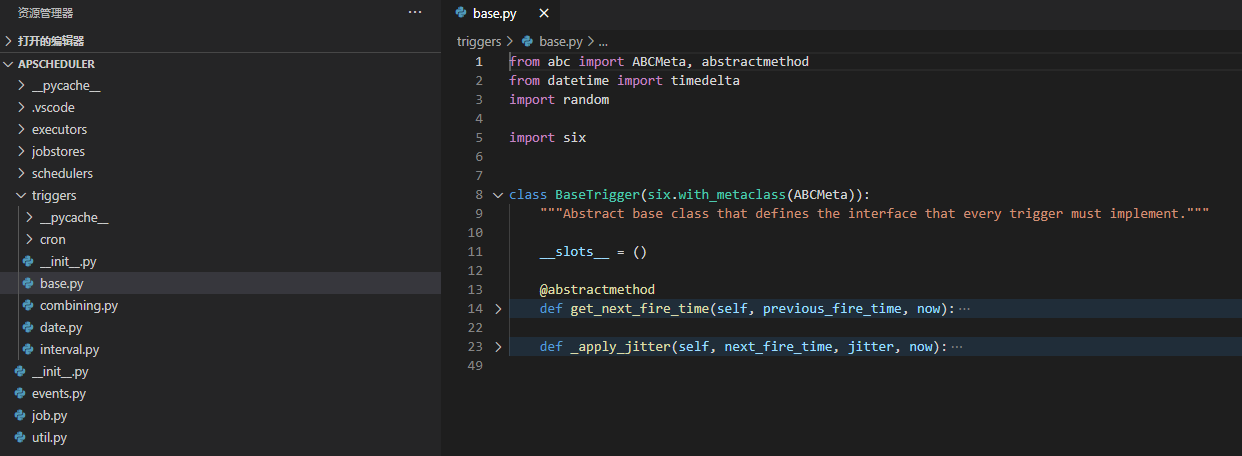 资源管理器 ···
打开的编辑器
APSCHEDULER
__pycache__
.vscode
executors
jobstores
schedulers
triggers
__pycache__
cron
__init__.py
base.py
combining.py
date.py
interval.py
__init__.py
events.py
job.py
util.py
base.py ×
triggers > base.py > ...
1 from abc import ABCMeta, abstractmethod
2 from datetime import timedelta
3 import random
4
5 import six
6
7
8 class BaseTrigger(six.with_metaclass(ABCMeta)):
9 """Abstract base class that defines the interface that every trigger must implement."""
10
11 __slots__ = ()
12
13 @abstractmethod
14 def get_next_fire_time(self, previous_fire_time, now):···
22
23 def _apply_jitter(self, next_fire_time, jitter, now):···
49